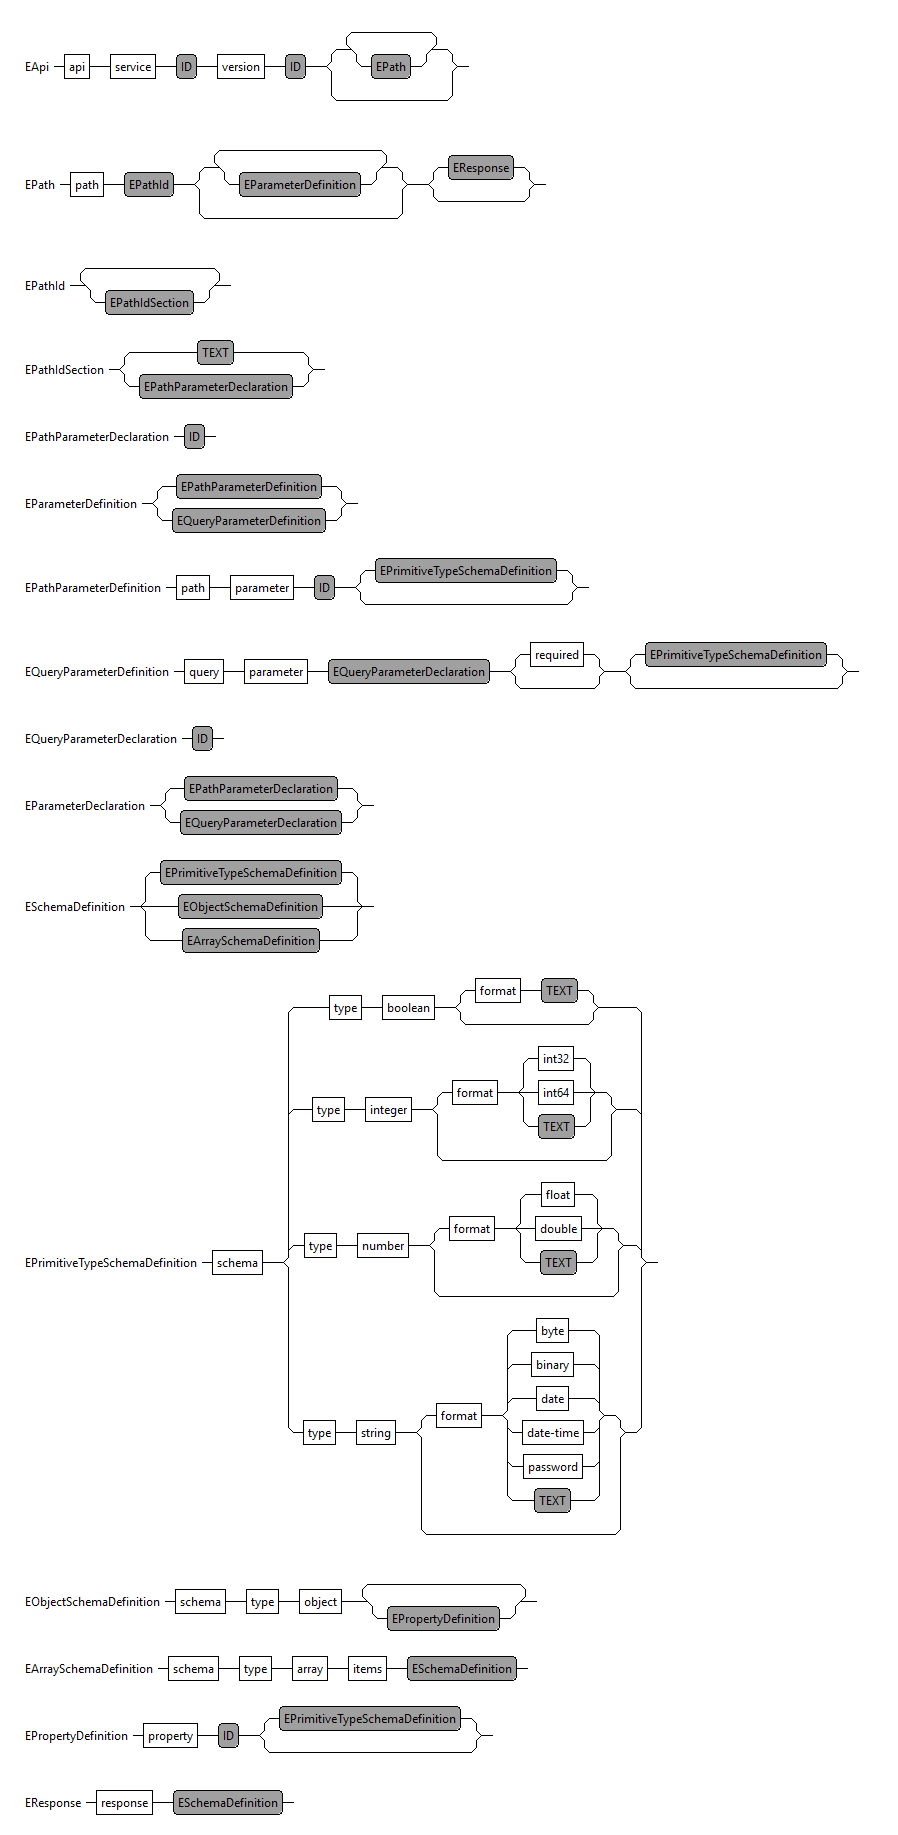 EApi api service ID version ID EPath
EPath path EPathId EParameterDefinition EResponse
EPathId EPathIdSection
EPathIdSection TEXT
EPathParameterDeclaration
EPathParameterDeclaration ID
EParameterDefinition EPathParameterDefinition
EQueryParameterDefinition
EPathParameterDefinition path parameter ID EPrimitiveTypeSchemaDefinition
EQueryParameterDefinition query parameter EQueryParameterDeclaration required EPrimitiveTypeSchemaDefinition
EQueryParameterDeclaration ID
EParameterDeclaration EPathParameterDeclaration
EQueryParameterDeclaration
EPrimitiveTypeSchemaDefinition
ESchemaDefinition EObjectSchemaDefinition
EArraySchemaDefinition
type boolean format TEXT
int32
format int64
type integer
TEXT
float
format double
type number
TEXT
EPrimitiveTypeSchemaDefinition schema
byte
binary
date
format
type string date-time
password
TEXT
EObjectSchemaDefinition schema type object EPropertyDefinition
EArraySchemaDefinition schema type array items ESchemaDefinition
EPropertyDefinition property ID EPrimitiveTypeSchemaDefinition
EResponse response ESchemaDefinition